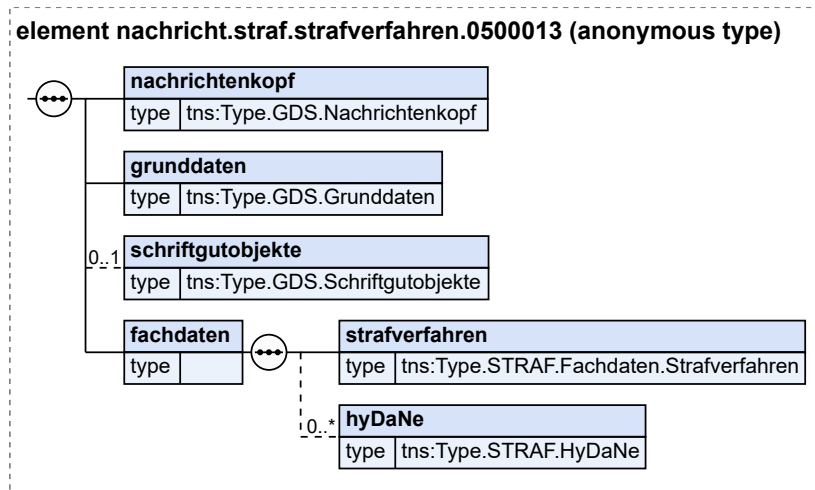 element nachricht.straf.strafverfahren.0500013 (anonymous type)
nachrichtenkopf
type tns:Type.GDS.Nachrichtenkopf
grunddaten
type tns:Type.GDS.Grunddaten
0..1
schriftgutobjekte
type tns:Type.GDS.Schriftgutobjekte
fachdaten
type
strafverfahren
type tns:Type.STRAF.Fachdaten.Strafverfahren
0..*
hyDaNe
type tns:Type.STRAF.HyDaNe